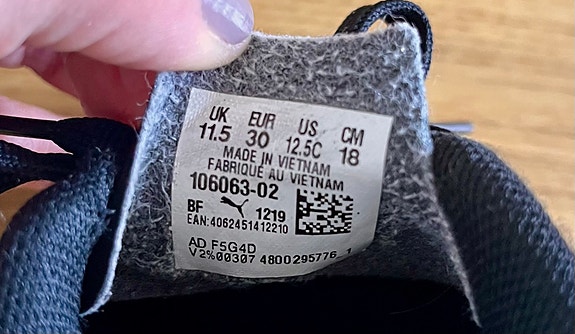 UK EUR US CM
11.5 30 12.5C 18
MADE IN VIETNAM
FABRIQUÉ AU VIETNAM
106063-02
BF 1219
EAN:4062451412210
AD F5G4D
V2%00307 4800295776 1